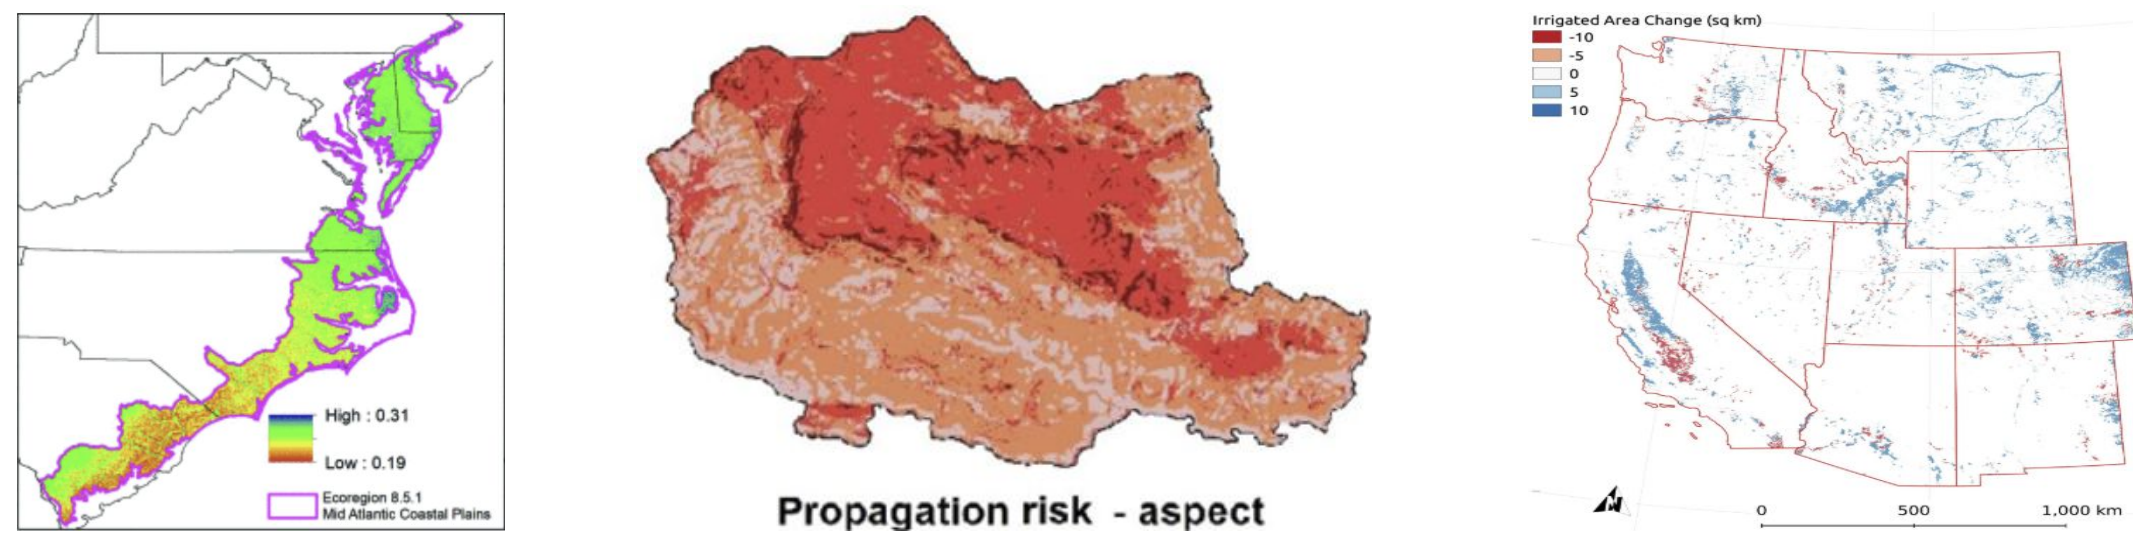 High : 0.31
Low : 0.19
Ecoregion 8.5.1
Mid Atlantic Coastal Plains
Propagation risk - aspect
Irrigated Area Change (sq km)
-10
-5
0
5
10
N
0 500 1,000 km